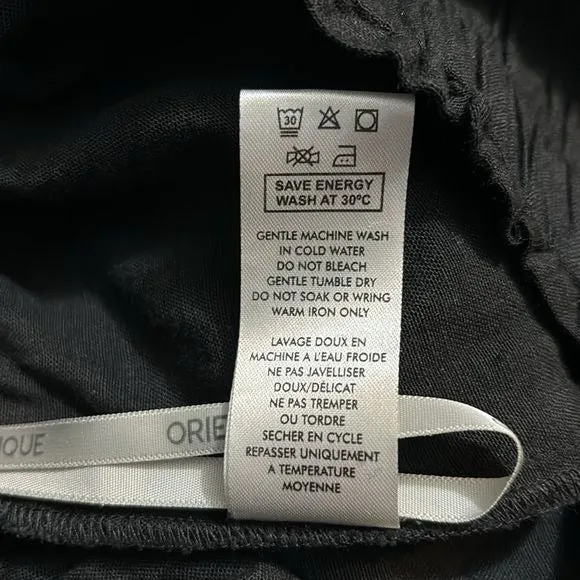 30
SAVE ENERGY
WASH AT 30ºC
GENTLE MACHINE WASH
IN COLD WATER
DO NOT BLEACH
GENTLE TUMBLE DRY
DO NOT SOAK OR WRING
WARM IRON ONLY
LAVAGE DOUX EN
MACHINE A L'EAU FROIDE
NE PAS JAVELLISER
DOUX/DÉLICAT
NE PAS TREMPER
OU TORDRE
SECHER EN CYCLE
REPASSER UNIQUEMENT
A TEMPERATURE
MOYENNE
IQUE ORIE